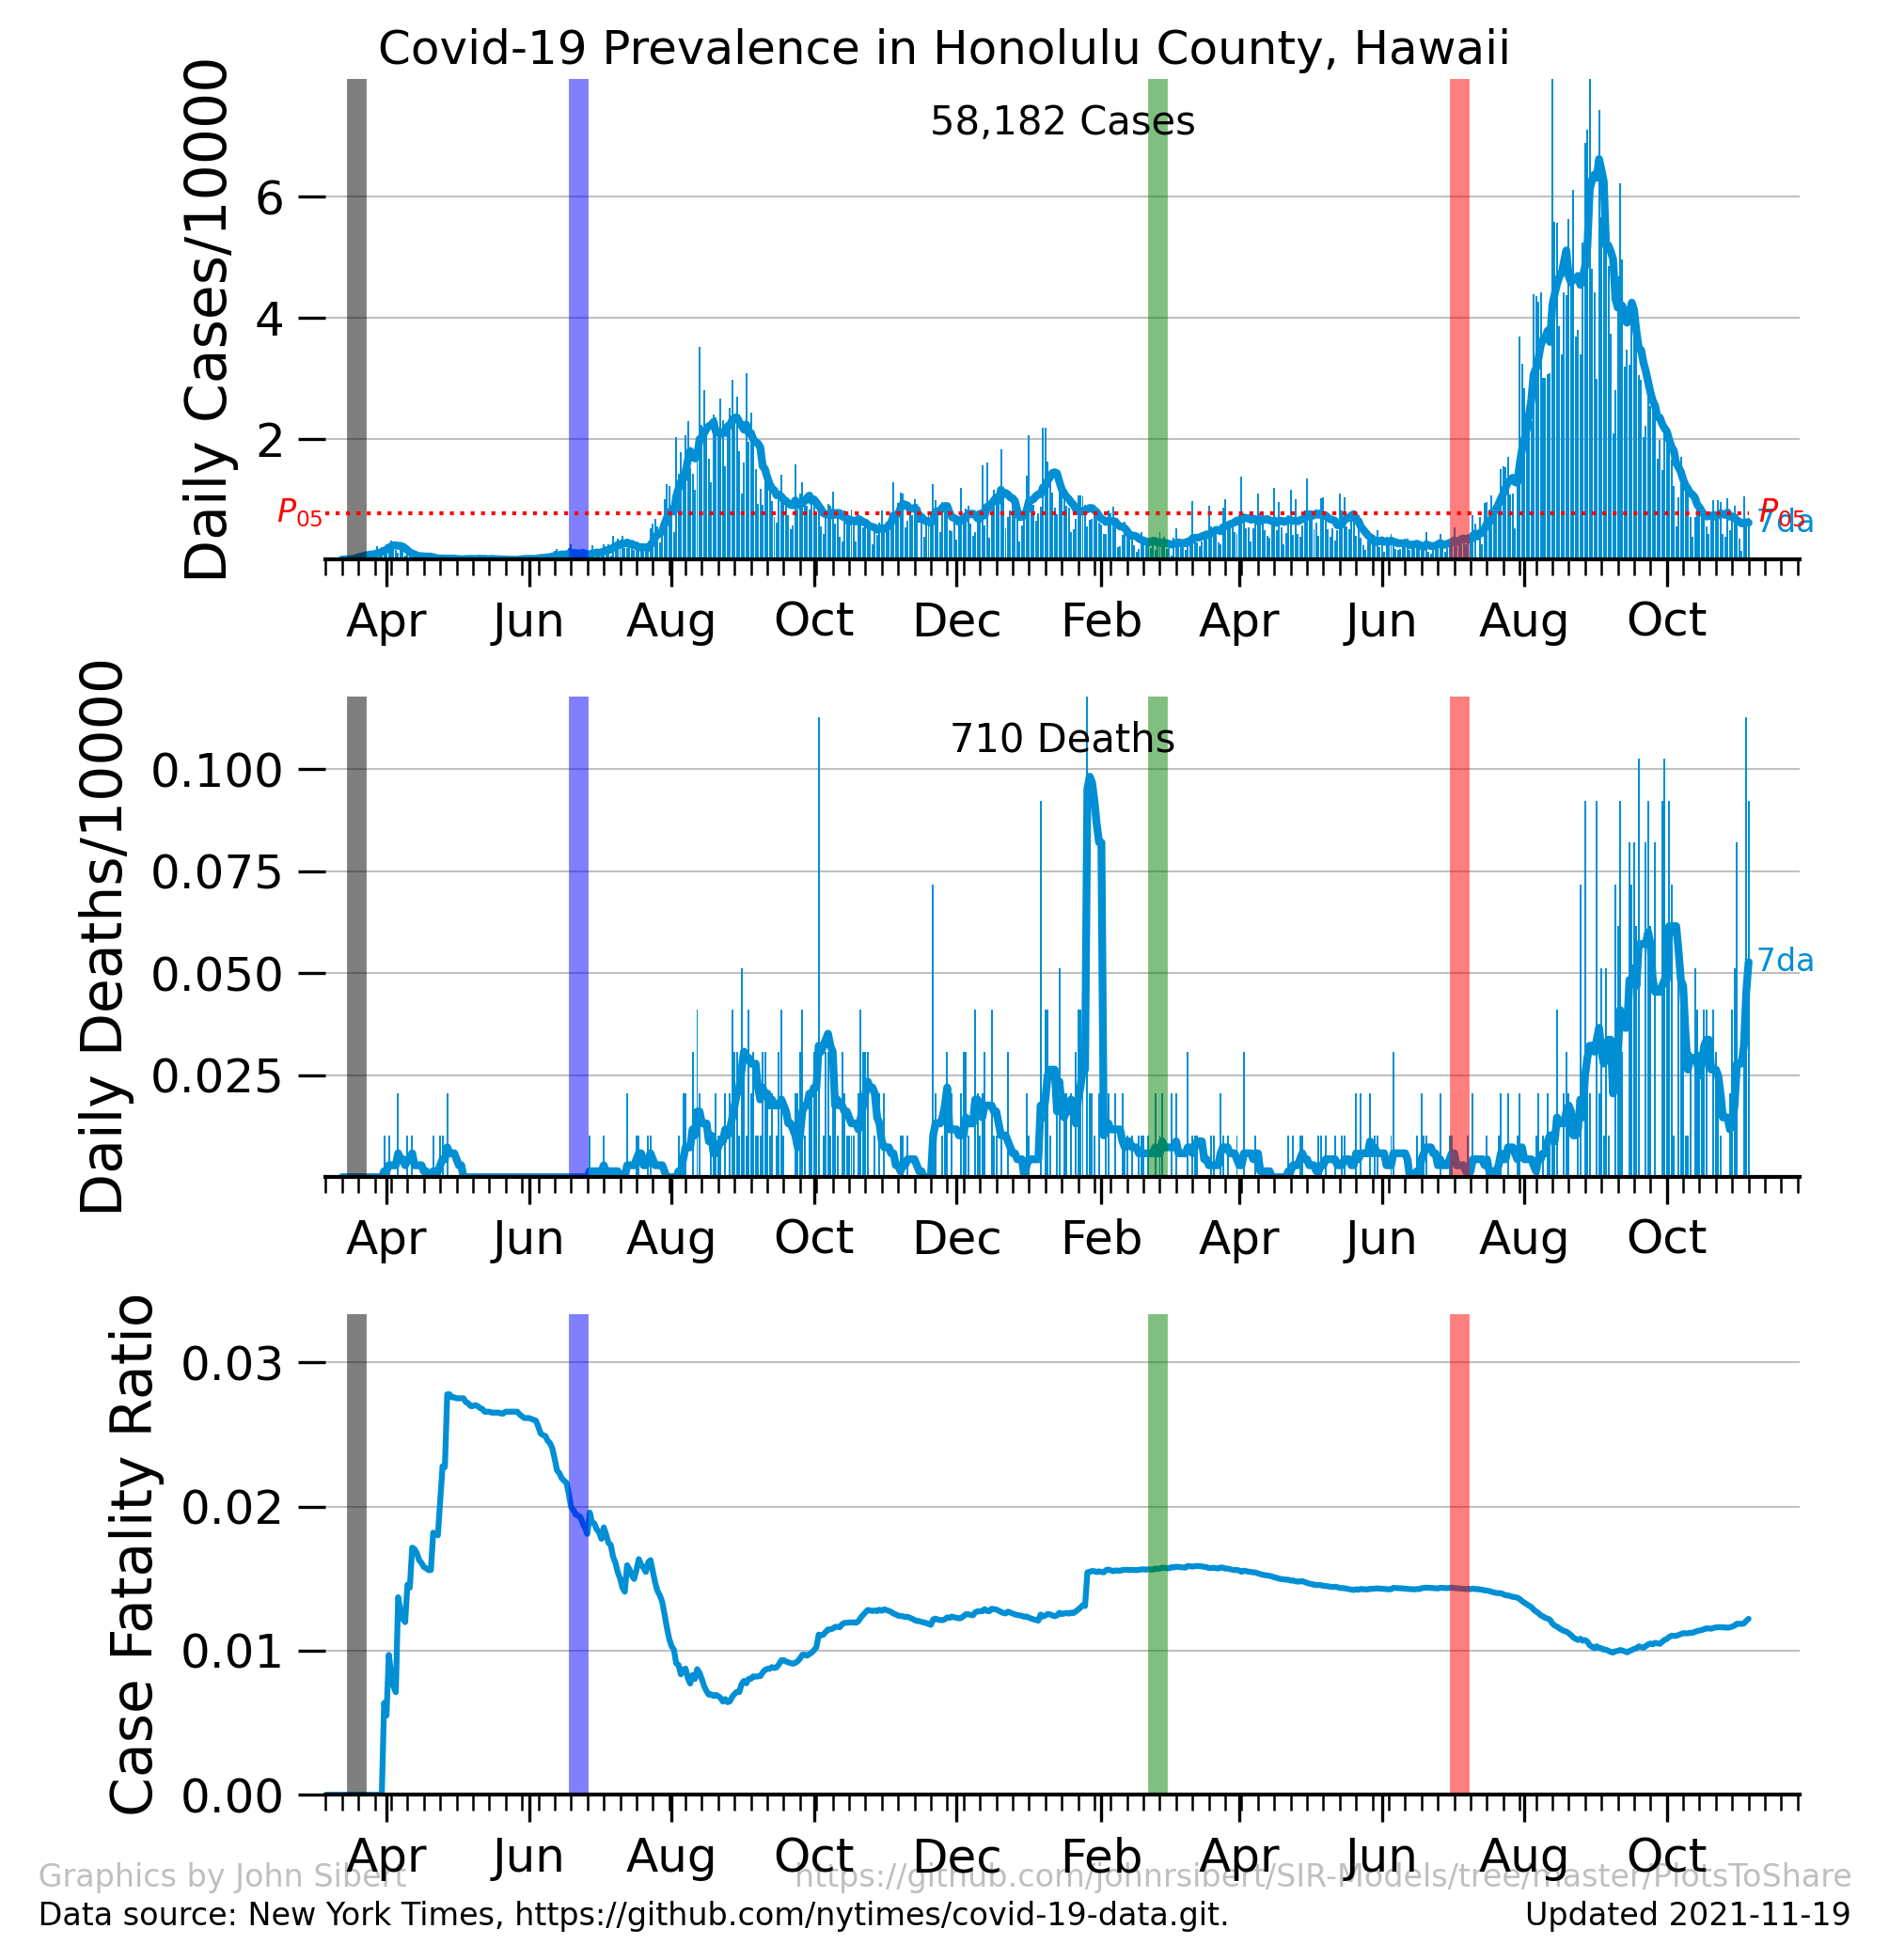 Covid-19 Prevalence in Honolulu County, Hawaii
Daily Cases/10000
58,182 Cases
6
4
2
P05
P05
7da
Apr Jun Aug Oct Dec Feb Apr Jun Aug Oct
Daily Deaths/10000
710 Deaths
0.100
0.075
0.050
0.025
7da
Apr Jun Aug Oct Dec Feb Apr Jun Aug Oct
Case Fatality Ratio
0.03
0.02
0.01
0.00
Apr Jun Aug Oct Dec Feb Apr Jun Aug Oct
Graphics by John Sibert https://github.com/johnrsibert/SIR-Models/tree/master/PlotsToShare
Data source: New York Times, https://github.com/nytimes/covid-19-data.git. Updated 2021-11-19